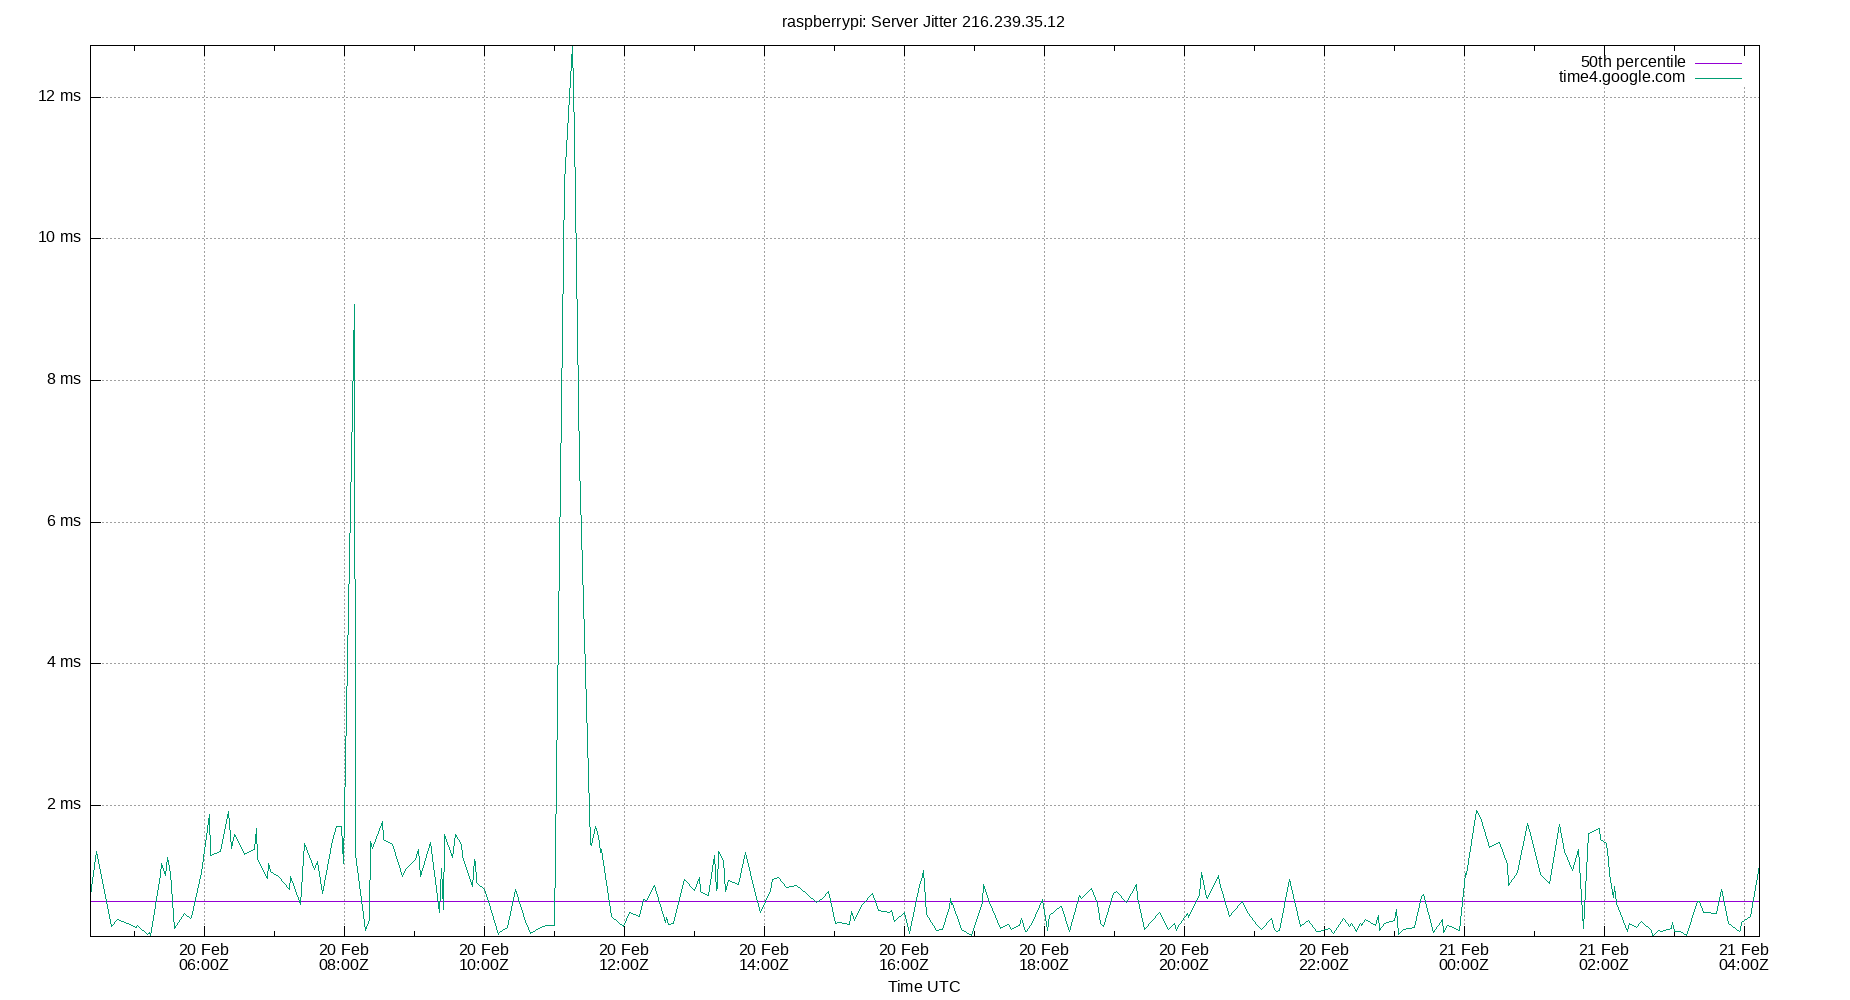 raspberrypi: Server Jitter 216.239.35.12
50th percentile
time4.google.com
12 ms
10 ms
8 ms
6 ms
4 ms
2 ms
20 Feb 20 Feb 20 Feb 20 Feb 20 Feb 20 Feb 20 Feb 20 Feb 20 Feb 21 Feb 21 Feb 21 Feb
06:00Z 08:00Z 10:00Z 12:00Z 14:00Z 16:00Z 18:00Z 20:00Z 22:00Z 00:00Z 02:00Z 04:00Z
Time UTC